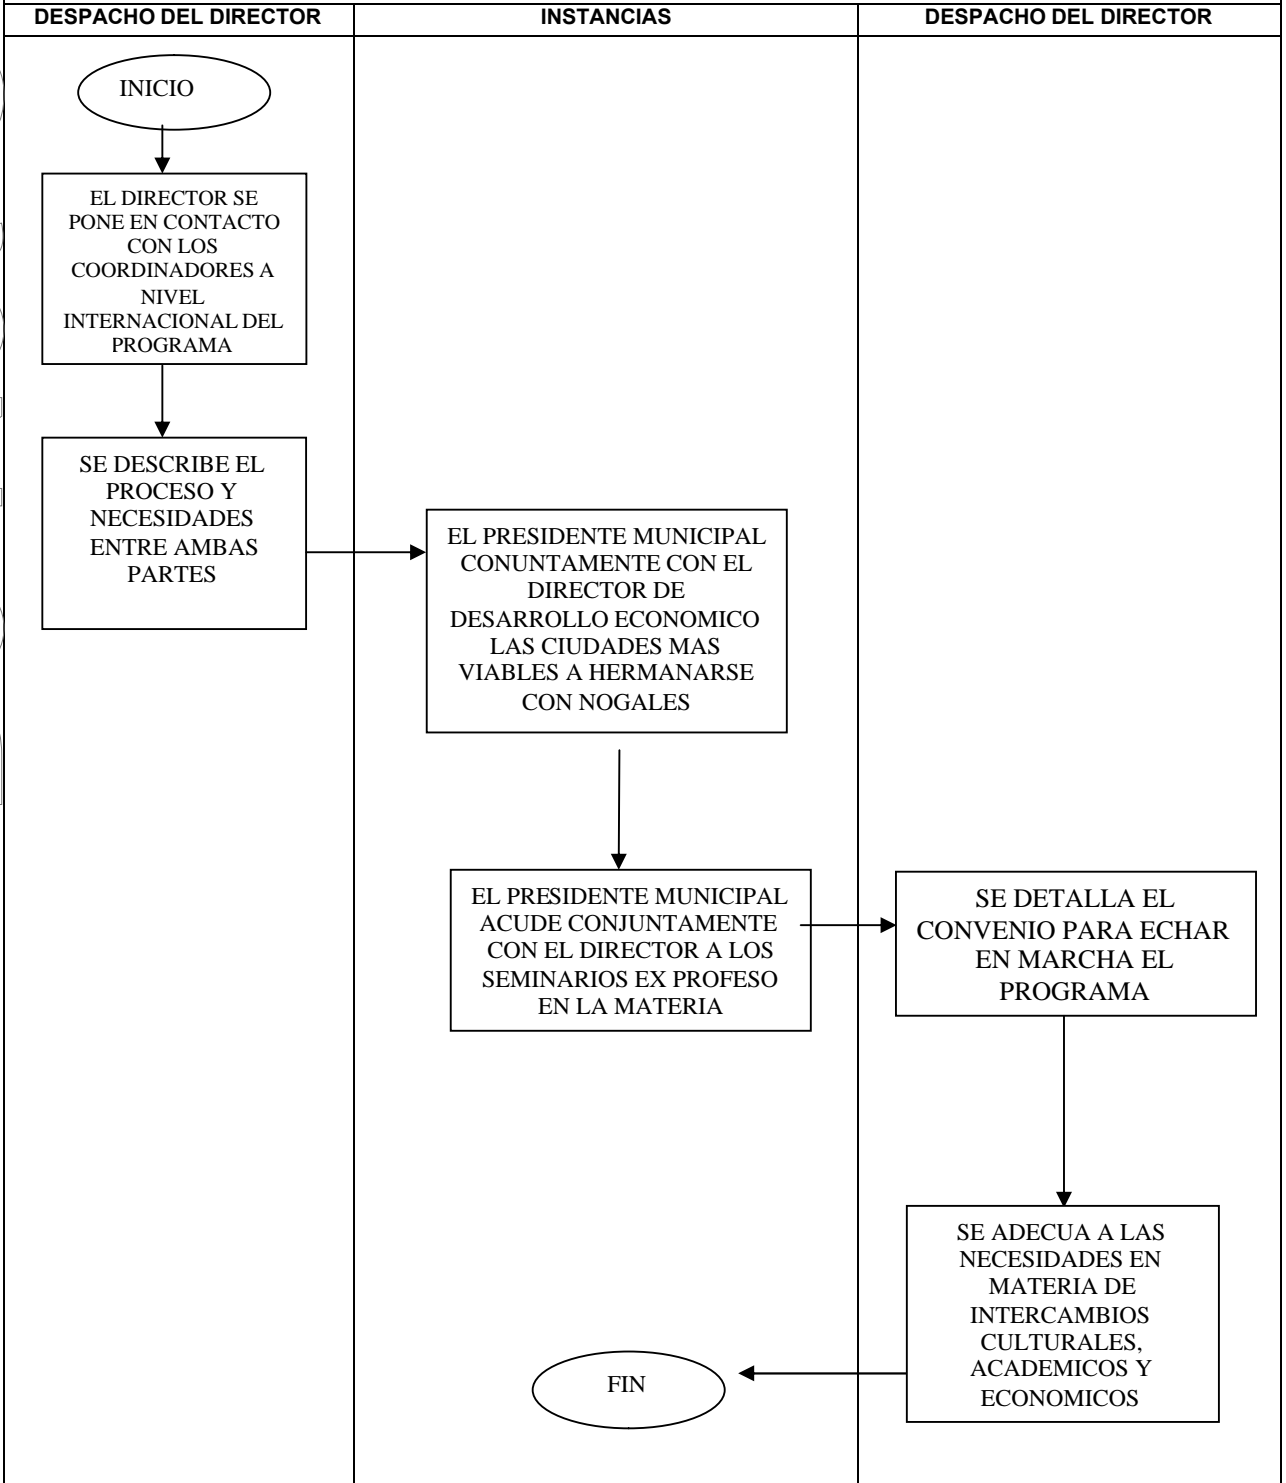 DESPACHO DEL DIRECTOR
INSTANCIAS
DESPACHO DEL DIRECTOR
INICIO
EL DIRECTOR SE
PONE EN CONTACTO
CON LOS
COORDINADORES A
NIVEL
INTERNACIONAL DEL
PROGRAMA
SE DESCRIBE EL
PROCESO Y
NECESIDADES
ENTRE AMBAS
PARTES
EL PRESIDENTE MUNICIPAL
CONUNTAMENTE CON EL
DIRECTOR DE
DESARROLLO ECONOMICO
LAS CIUDADES MAS
VIABLES A HERMANARSE
CON NOGALES
EL PRESIDENTE MUNICIPAL
ACUDE CONJUNTAMENTE
CON EL DIRECTOR A LOS
SEMINARIOS EX PROFESO
EN LA MATERIA
SE DETALLA EL
CONVENIO PARA ECHAR
EN MARCHA EL
PROGRAMA
SE ADECUA A LAS
NECESIDADES EN
MATERIA DE
INTERCAMBIOS
CULTURALES,
ACADEMICOS Y
ECONOMICOS
FIN